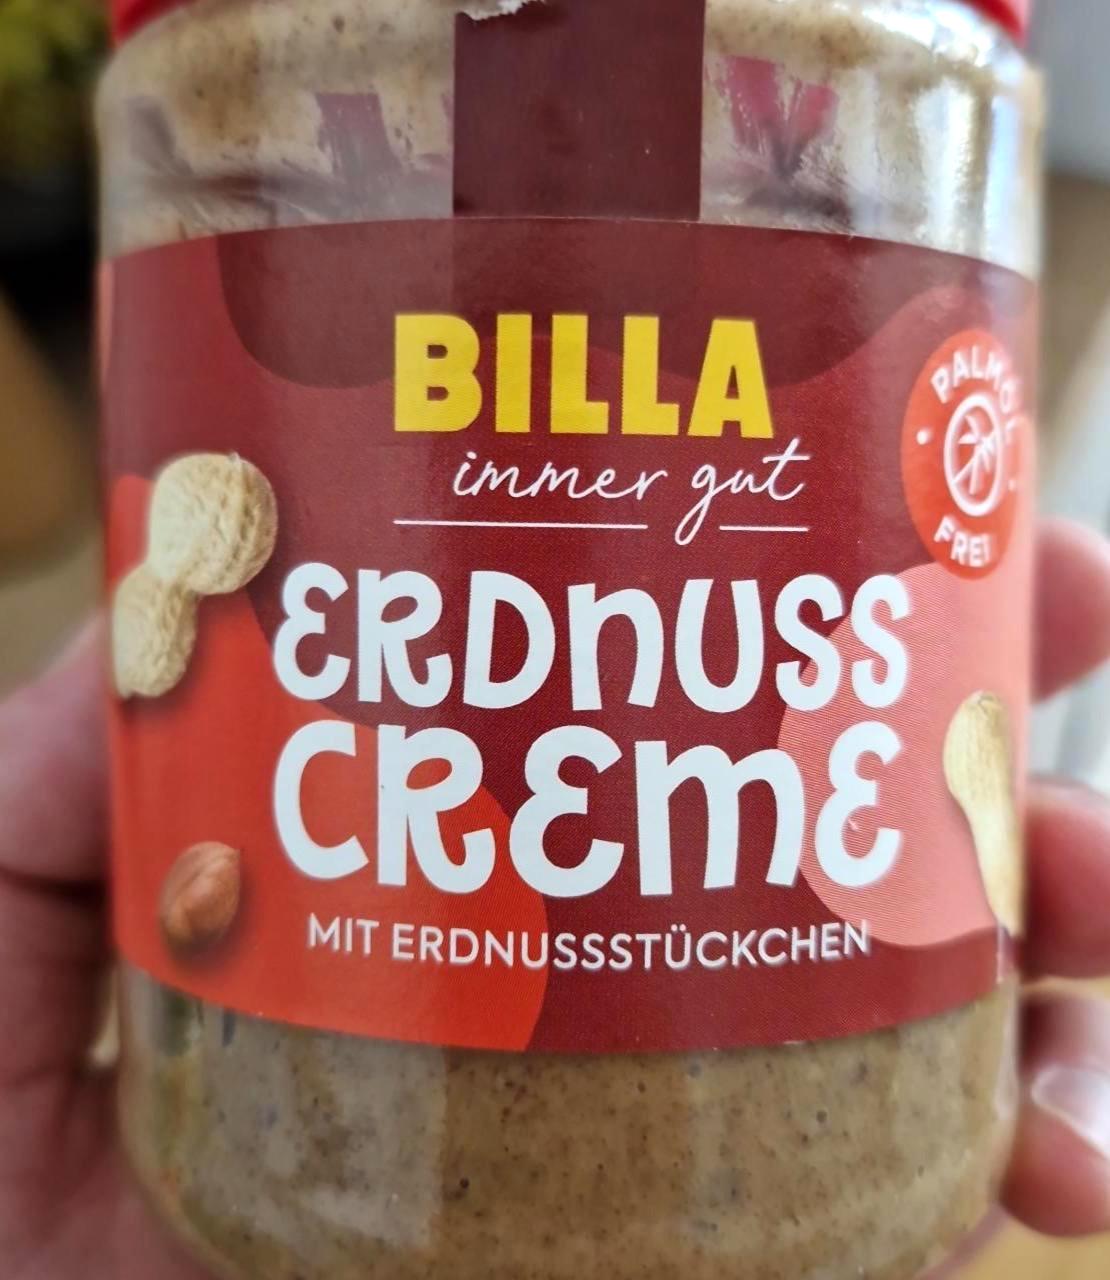 BILLA
immer gut
PALMÖL
FREI
ERDNUSS
CREME
MIT ERDNUSSSTÜCKCHEN